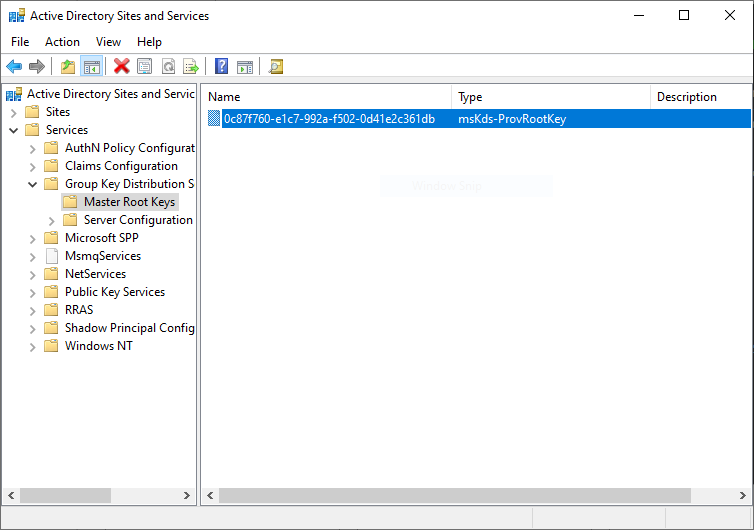 Active Directory Sites and Services
File Action View Help
Active Directory Sites and Servic
Sites
Services
AuthN Policy Configurat
Claims Configuration
Group Key Distribution S
Master Root Keys
Server Configuration
Microsoft SPP
MsmqServices
NetServices
Public Key Services
RRAS
Shadow Principal Config
Windows NT
Name Type Description
0c87f760-e1c7-992a-f502-0d41e2c361db msKds-ProvRootKey
Window Snip